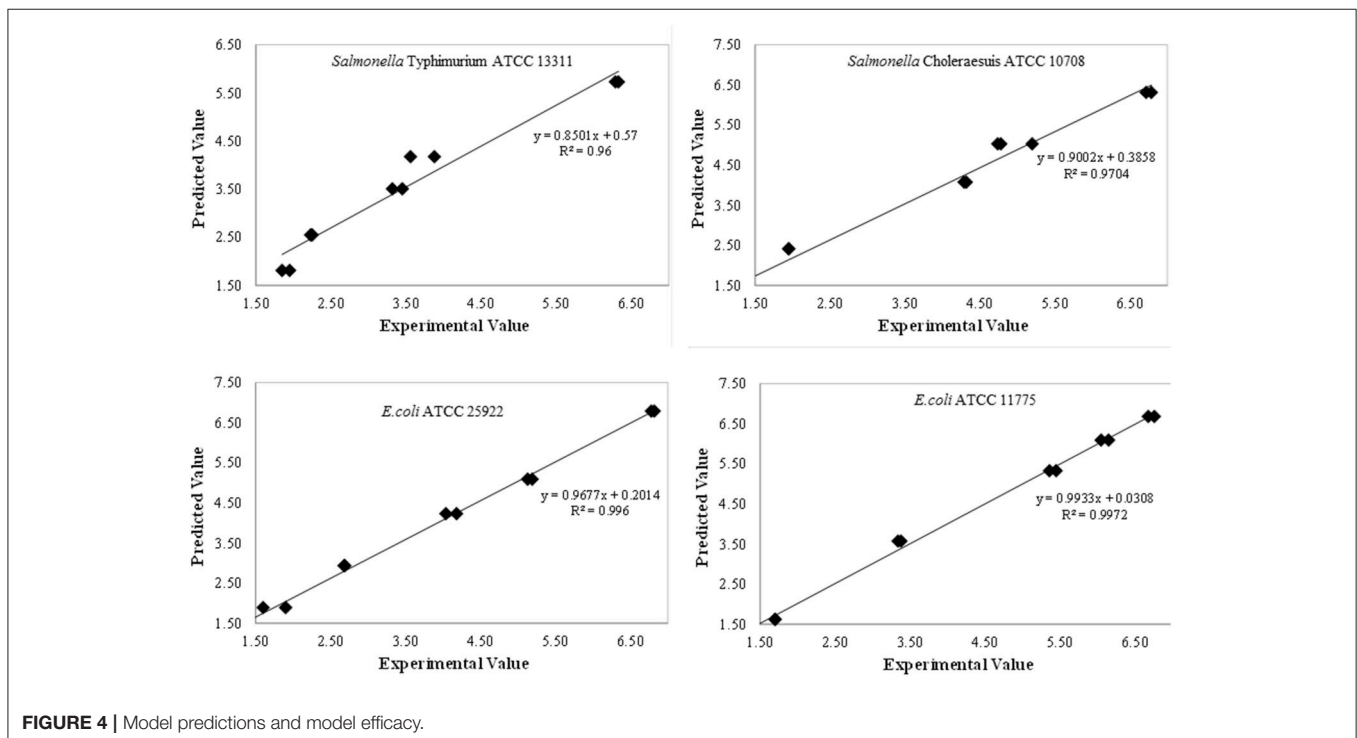 6.50
Salmonella Typhimurium ATCC 13311
5.50
4.50
y = 0.8501x + 0.57
R² = 0.96
3.50
2.50
1.50
1.50 2.50 3.50 4.50 5.50 6.50
Predicted Value
Experimental Value
7.50
Salmonella Choleraesuis ATCC 10708
6.50
5.50
4.50
y = 0.9002x + 0.3858
R² = 0.9704
3.50
2.50
1.50
1.50 2.50 3.50 4.50 5.50 6.50
Predicted Value
Experimental Value
7.50
E.coli ATCC 25922
6.50
5.50
4.50
y = 0.9677x + 0.2014
R² = 0.996
3.50
2.50
1.50
1.50 2.50 3.50 4.50 5.50 6.50
Predicted Value
Experimental Value
7.50
E.coli ATCC 11775
6.50
5.50
4.50
y = 0.9933x + 0.0308
R² = 0.9972
3.50
2.50
1.50
1.50 2.50 3.50 4.50 5.50 6.50
Predicted Value
Experimental Value
FIGURE 4 | Model predictions and model efficacy.